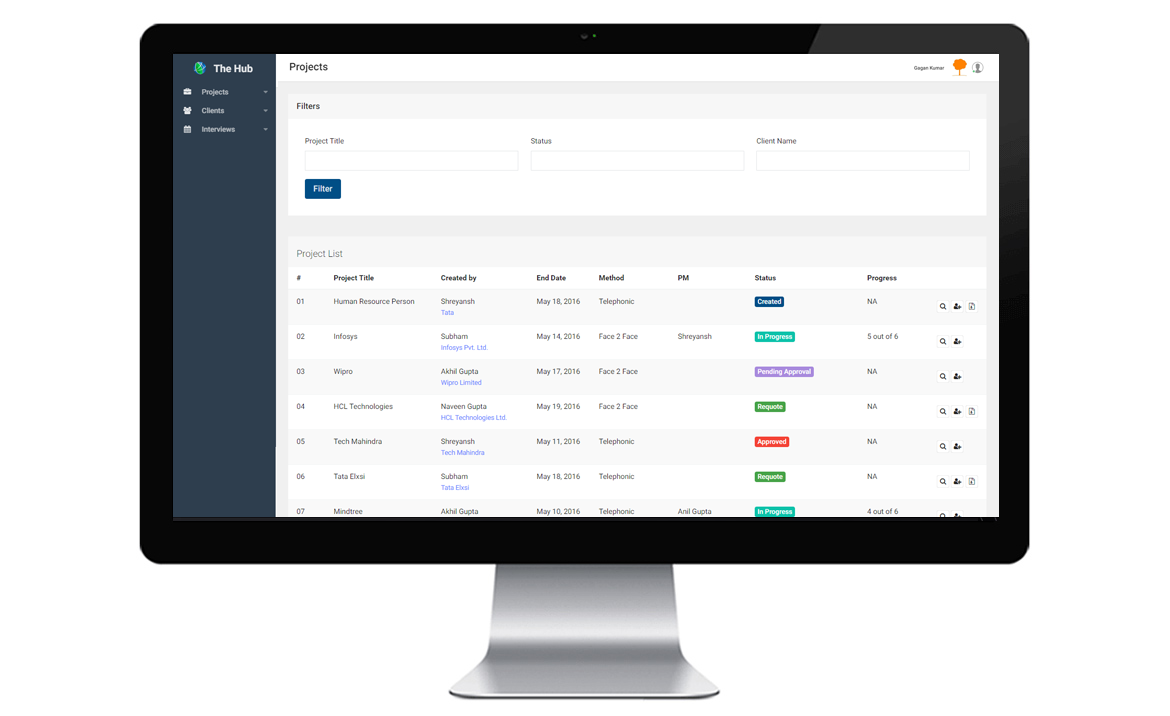 The Hub
Projects
Clients
Interviews
Projects
Gagan Kumar
Filters
Project Title Status Client Name
Filter
Project List
# Project Title Created by End Date Method PM Status Progress
01 Human Resource Person Shreyansh May 18, 2016 Telephonic Created NA
Tata
02 Infosys Subham May 14, 2016 Face 2 Face Shreyansh In Progress 5 out of 6
Infosys Pvt. Ltd.
03 Wipro Akhil Gupta May 17, 2016 Face 2 Face Pending Approval NA
Wipro Limited
04 HCL Technologies Naveen Gupta May 19, 2016 Face 2 Face Requote NA
HCL Technologies Ltd.
05 Tech Mahindra Shreyansh May 11, 2016 Telephonic Approved NA
Tech Mahindra
06 Tata Elxsi Subham May 18, 2016 Telephonic Requote NA
Tata Elxsi
07 Mindtree Akhil Gupta May 10, 2016 Telephonic Anil Gupta In Progress 4 out of 6